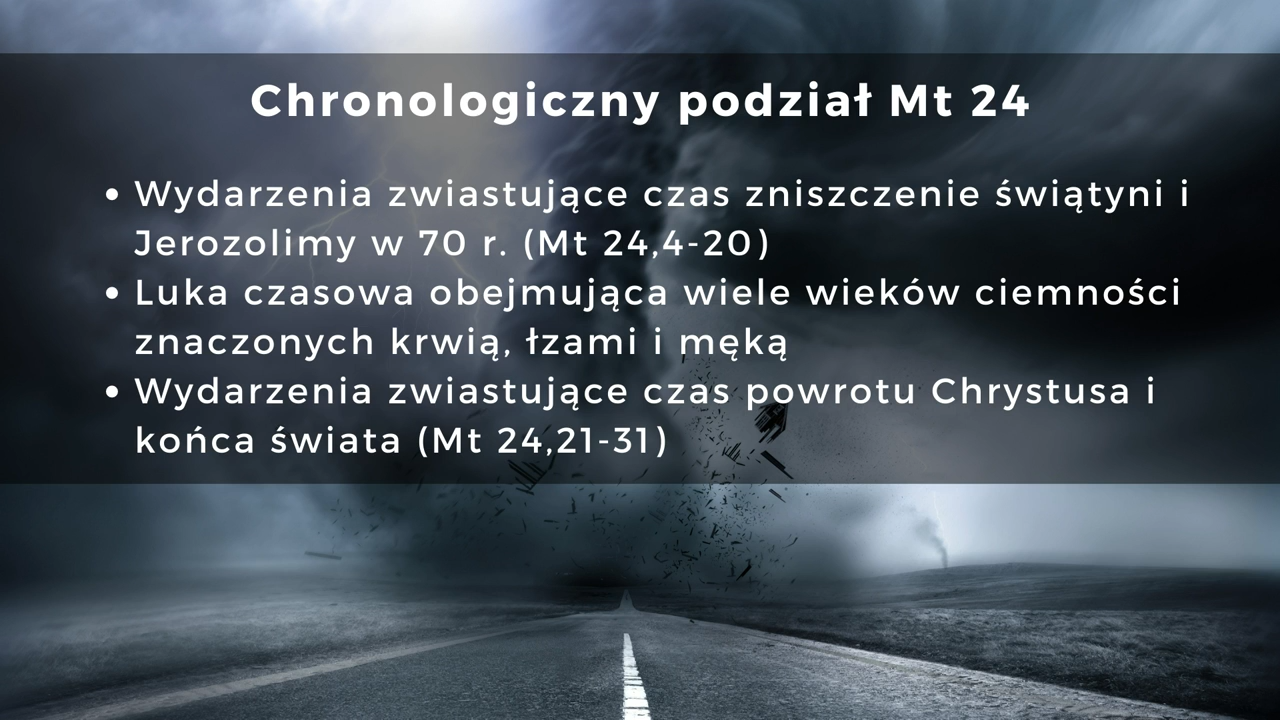 Chronologiczny podział Mt 24
• Wydarzenia zwiastujące czas zniszczenie świątyni i
Jerozolimy w 70 r. (Mt 24,4-20)
• Luka czasowa obejmująca wiele wieków ciemności
znaczonych krwią, łzami i męką
• Wydarzenia zwiastujące czas powrotu Chrystusa i
końca świata (Mt 24,21-31)